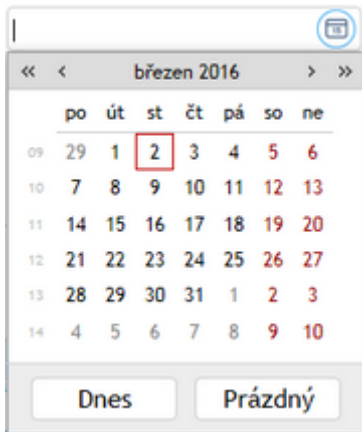 « < březen 2016 > »
po út st čt pá so ne
09 29 1 2 3 4 5 6
10 7 8 9 10 11 12 13
11 14 15 16 17 18 19 20
12 21 22 23 24 25 26 27
13 28 29 30 31 1 2 3
14 4 5 6 7 8 9 10
Dnes Prázdný